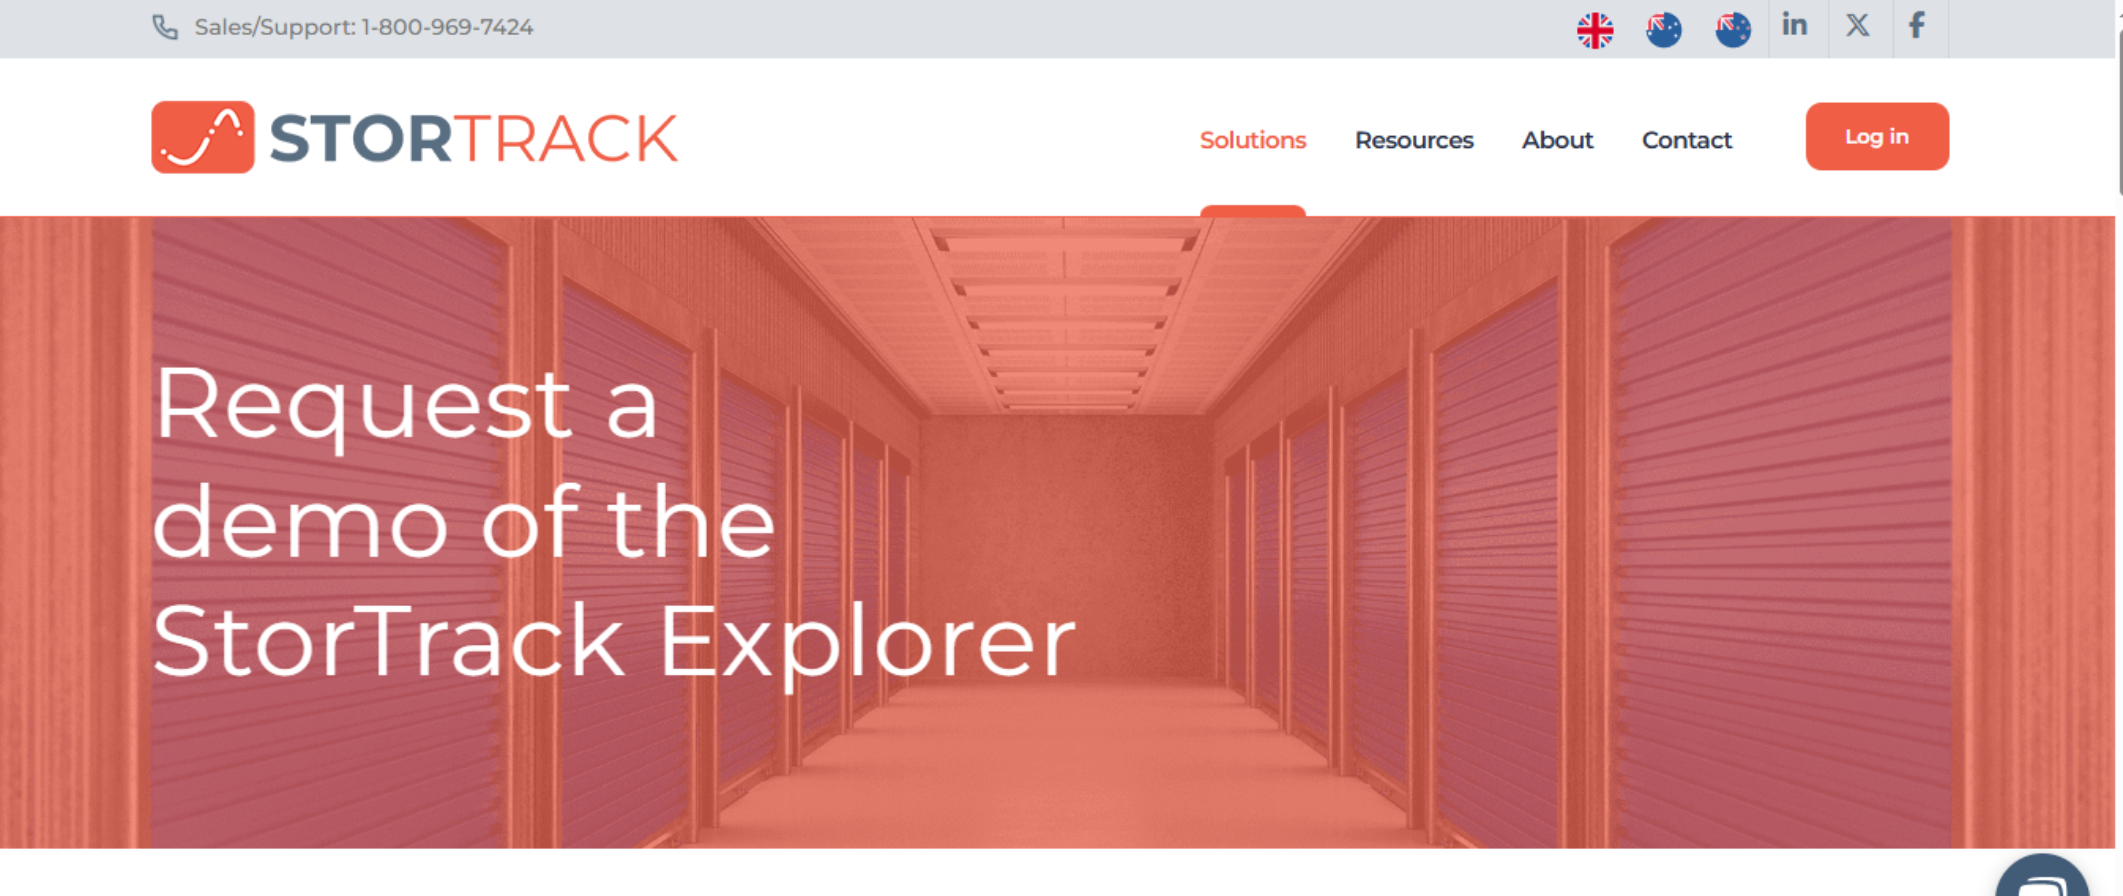 Sales/Support: 1-800-969-7424
STORTRACK
Solutions Resources About Contact Log in
Request a
demo of the
StorTrack Explorer